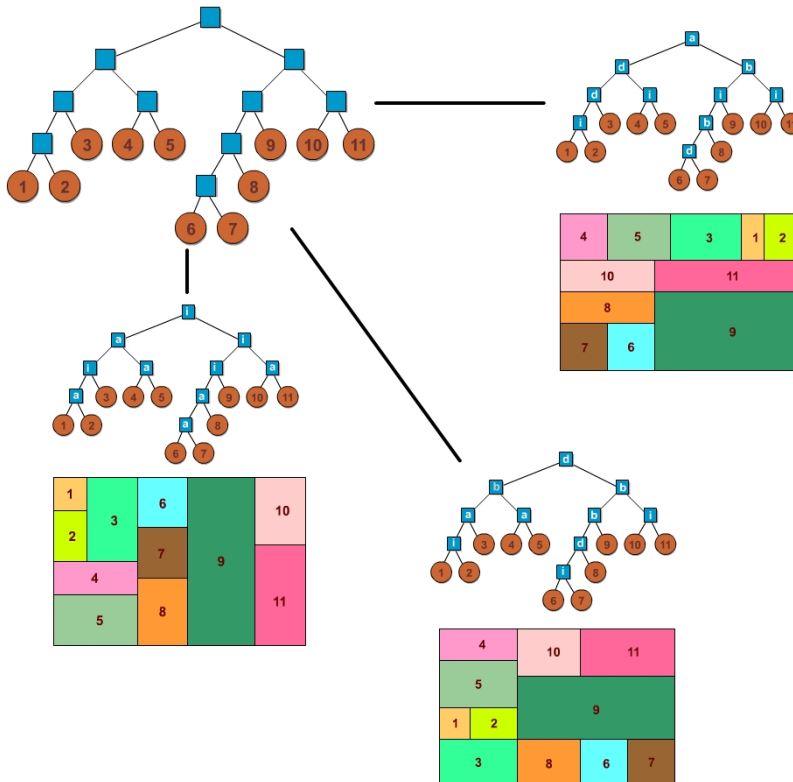 3 4 5 9 10 11
1 2 8
6 7
a
d b
d i i i
i 3 4 5 b 9 10 11
1 2 d 8
6 7
4 5 3 1 2
10 11
8
9
7 6
i
a i
i a i a
a 3 4 5 a 9 10 11
1 2 a 8
6 7
1
6 10
3
2
7 9
4
11
8
5
d
b b
a a b i
i 3 4 5 d 9 10 11
1 2 i 8
6 7
4 10 11
5
9
1 2
3 8 6 7